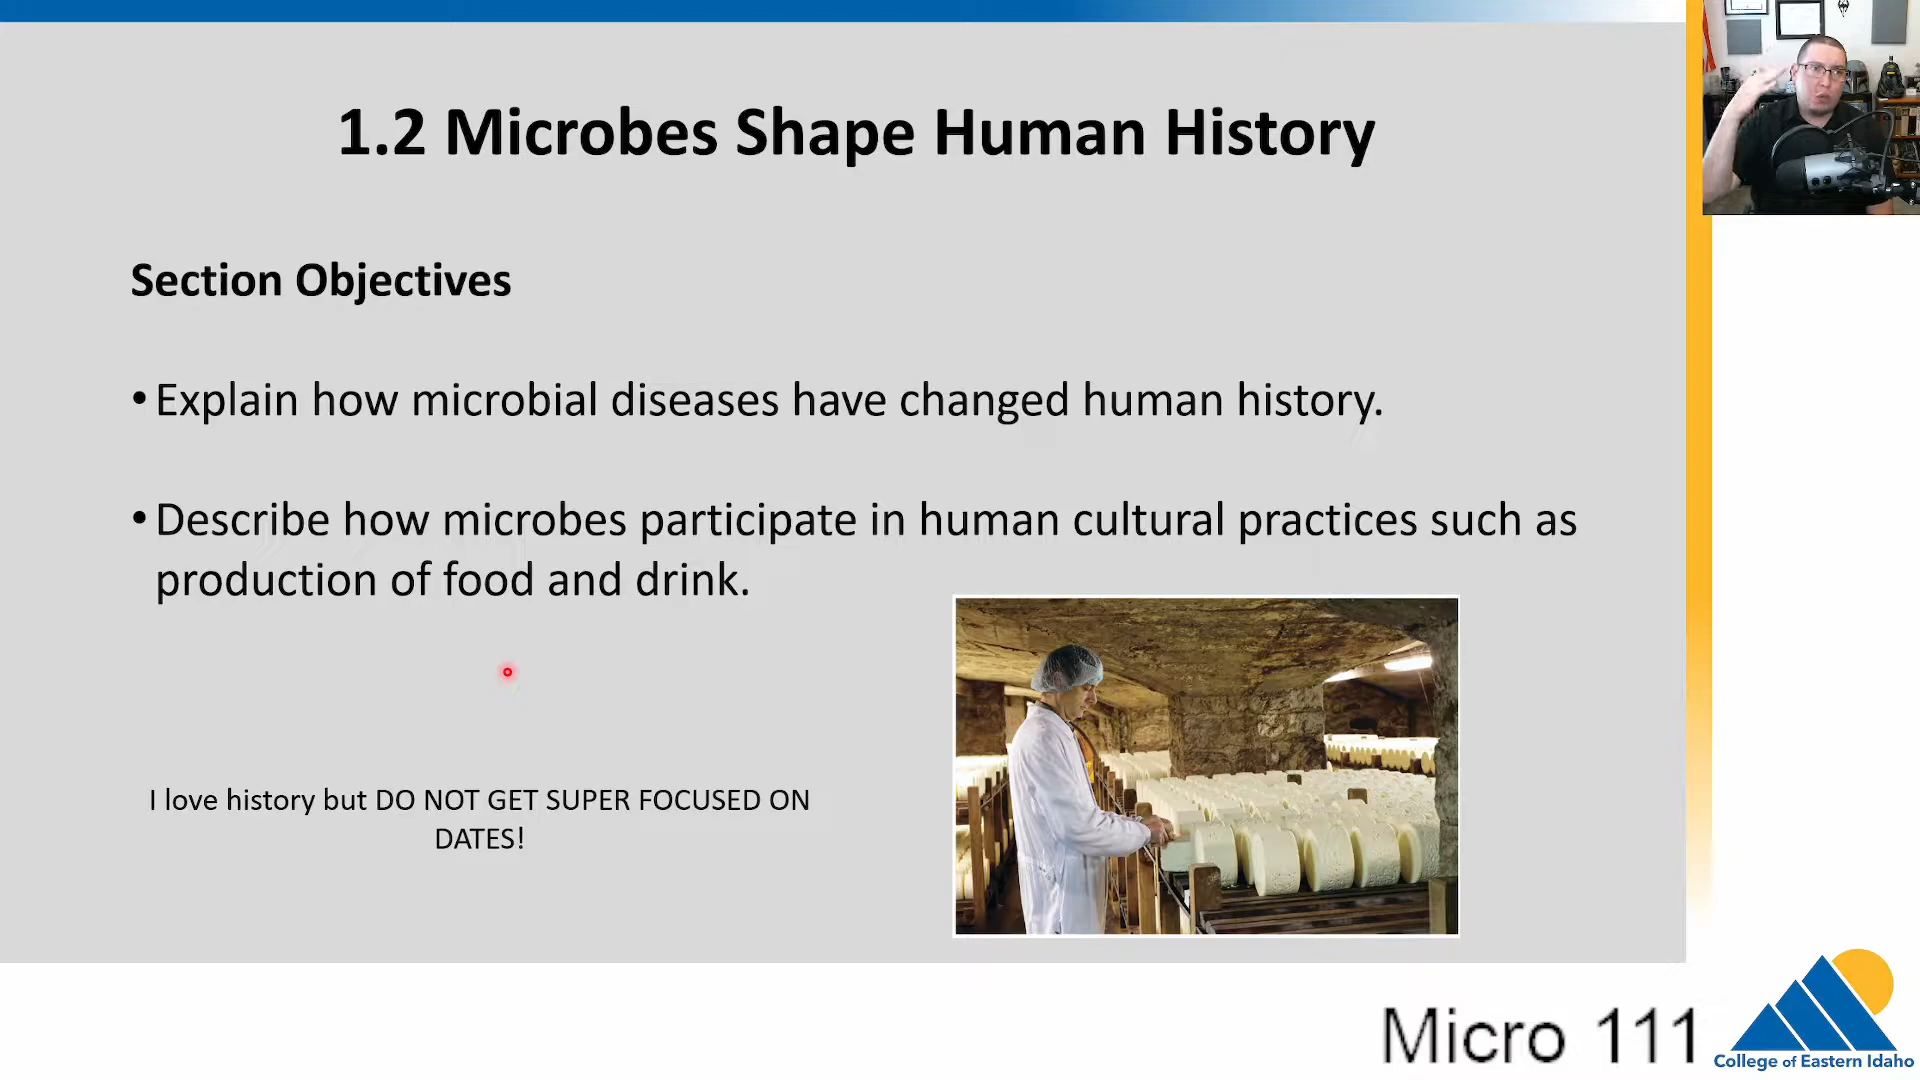 1.2 Microbes Shape Human History
Section Objectives
•Explain how microbial diseases have changed human history.
•Describe how microbes participate in human cultural practices such as
production of food and drink.
I love history but DO NOT GET SUPER FOCUSED ON
DATES!
Micro 111
College of Eastern Idaho